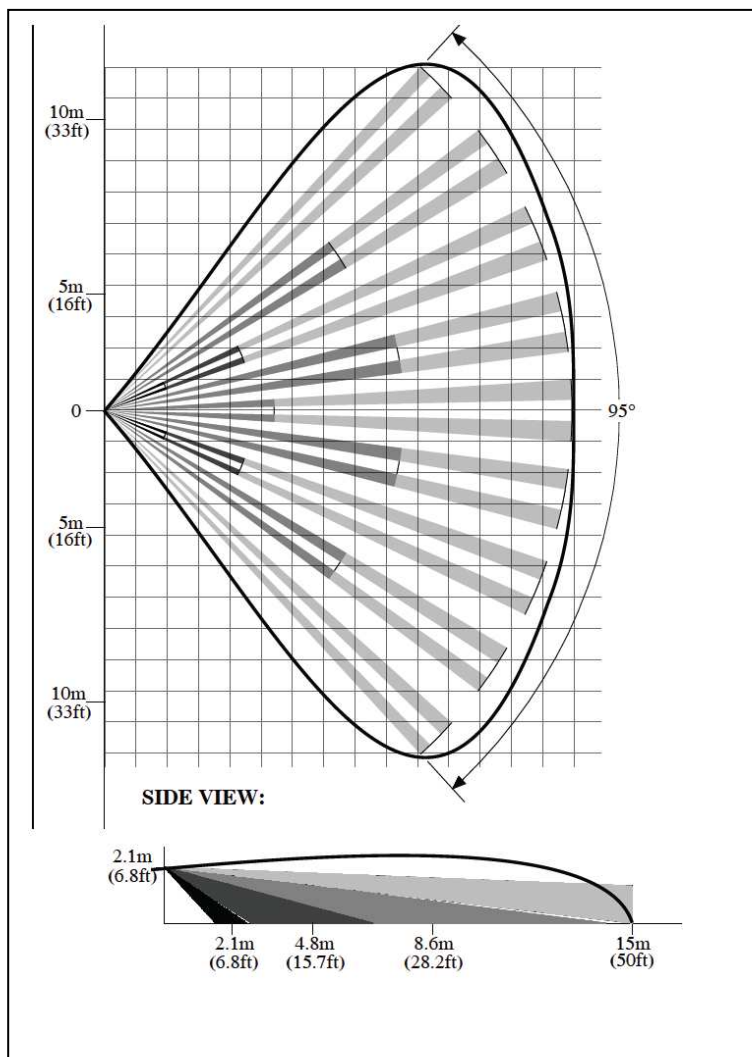 10m
(33ft)
5m
(16ft)
0
95°
5m
(16ft)
10m
(33ft)
SIDE VIEW:
2.1m
(6.8ft)
2.1m 4.8m 8.6m 15m
(6.8ft) (15.7ft) (28.2ft) (50ft)